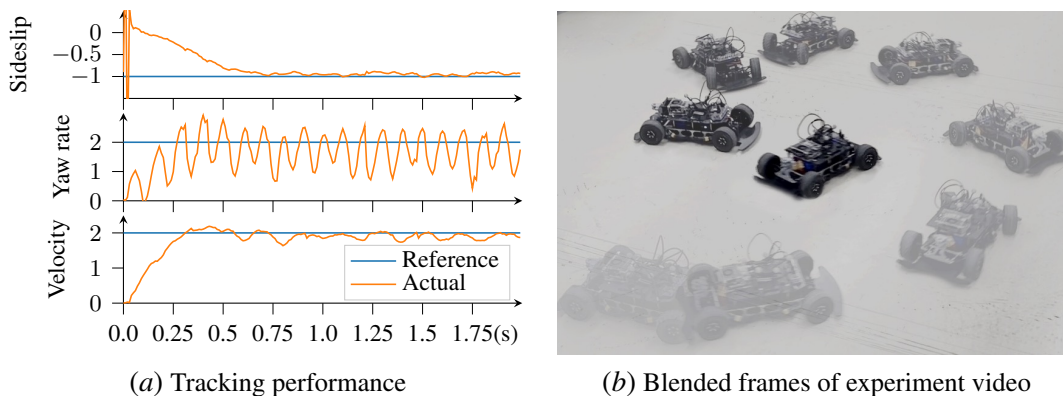 Sideslip
0
−0.5
−1
Yaw rate
2
1
0
Velocity
2
1
0
Reference
Actual
0.0 0.25 0.5 0.75 1.0 1.25 1.5 1.75(s)
(a) Tracking performance
(b) Blended frames of experiment video